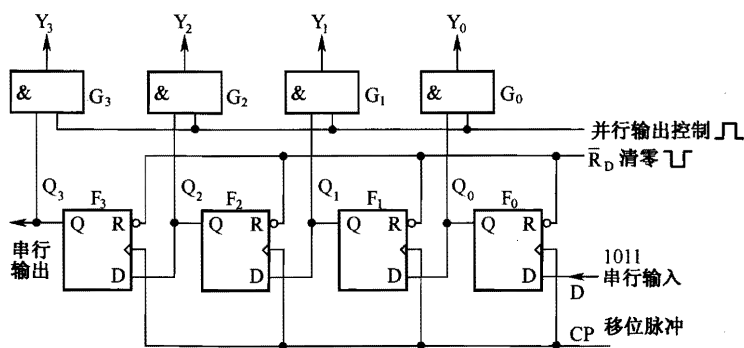 Y₃ Y₂ Y₁ Y₀
& G₃ & G₂ & G₁ & G₀
并行输出控制
R̅_D 清零
Q₃ F₃ Q₂ F₂ Q₁ F₁ Q₀ F₀
Q R Q R Q R Q R
串行
输出
D D D D
1011
串行输入
D
CP 移位脉冲